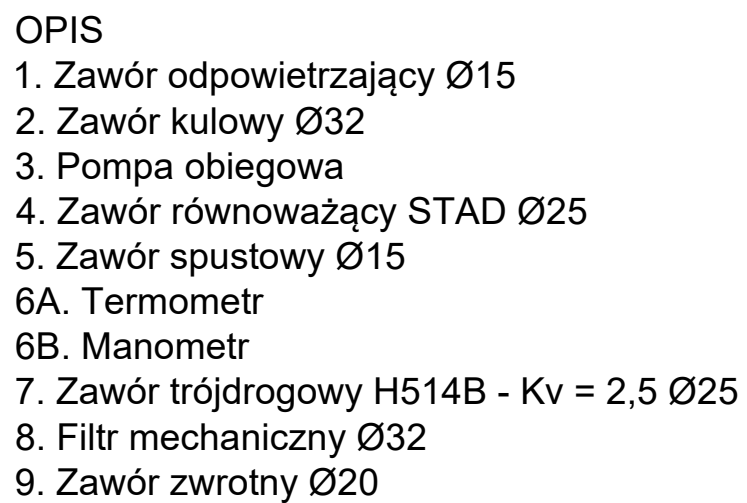 OPIS
1. Zawór odpowietrzający Ø15
2. Zawór kulowy Ø32
3. Pompa obiegowa
4. Zawór równoważący STAD Ø25
5. Zawór spustowy Ø15
6A. Termometr
6B. Manometr
7. Zawór trójdrogowy H514B - Kv = 2,5 Ø25
8. Filtr mechaniczny Ø32
9. Zawór zwrotny Ø20